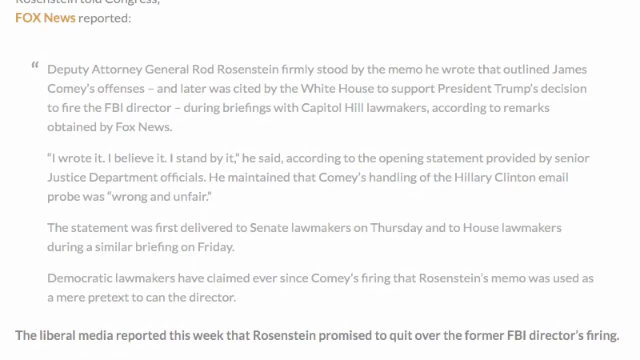 Rosenstein told Congress,
FOX News reported:
“ Deputy Attorney General Rod Rosenstein firmly stood by the memo he wrote that outlined James
Comey’s offenses – and later was cited by the White House to support President Trump’s decision
to fire the FBI director – during briefings with Capitol Hill lawmakers, according to remarks
obtained by Fox News.
“I wrote it. I believe it. I stand by it,” he said, according to the opening statement provided by senior
Justice Department officials. He maintained that Comey’s handling of the Hillary Clinton email
probe was “wrong and unfair.”
The statement was first delivered to Senate lawmakers on Thursday and to House lawmakers
during a similar briefing on Friday.
Democratic lawmakers have claimed ever since Comey’s firing that Rosenstein’s memo was used as
a mere pretext to can the director.
The liberal media reported this week that Rosenstein promised to quit over the former FBI director’s firing.